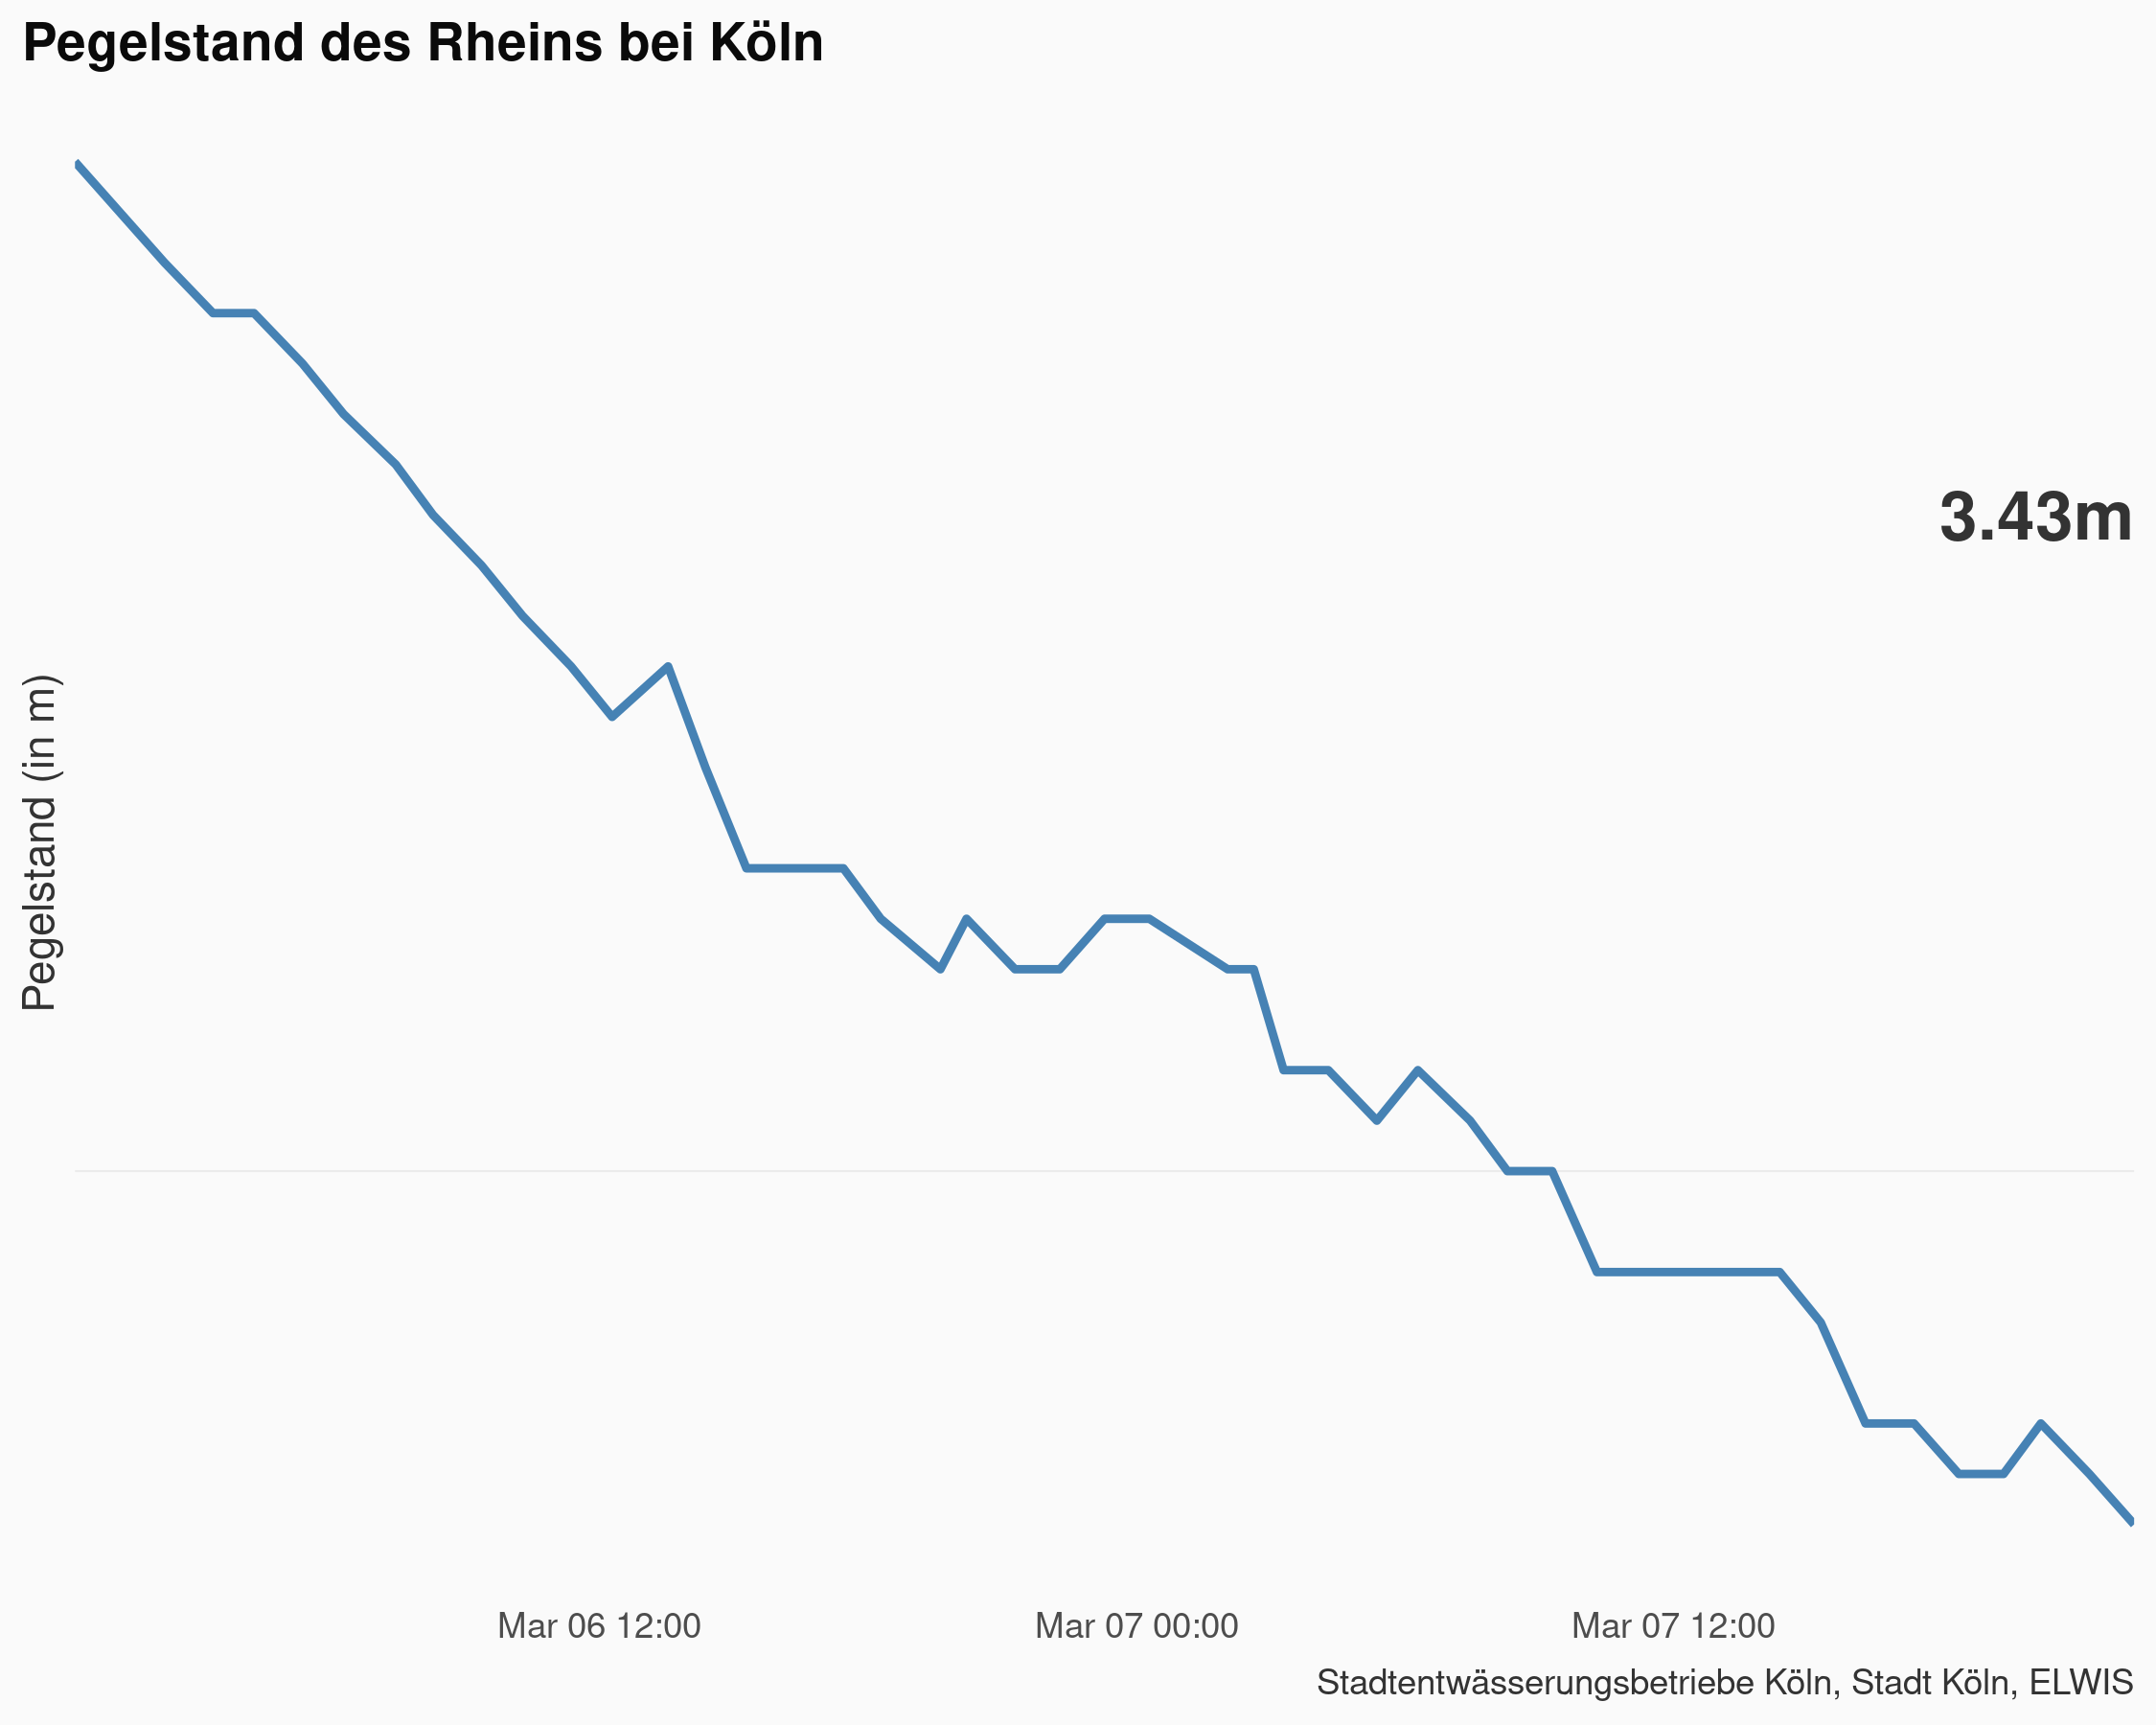 Pegelstand des Rheins bei Köln
3.43m
Pegelstand (in m)
Mar 06 12:00
Mar 07 00:00
Mar 07 12:00
Stadtentwässerungsbetriebe Köln, Stadt Köln, ELWIS